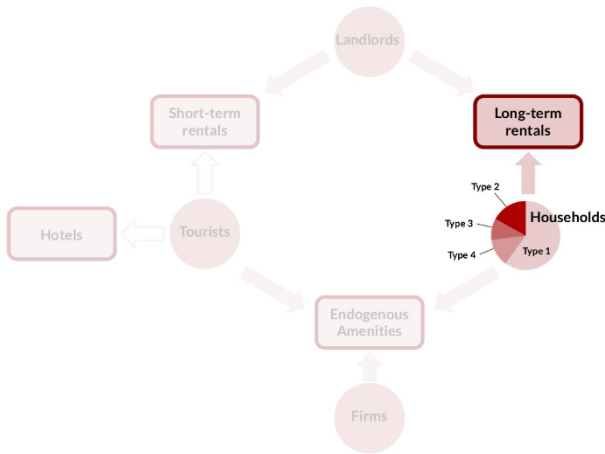 Landlords
Short-term
rentals
Long-term
rentals
Type 2
Households
Type 3
Hotels
Tourists
Type 1
Type 4
Endogenous
Amenities
Firms